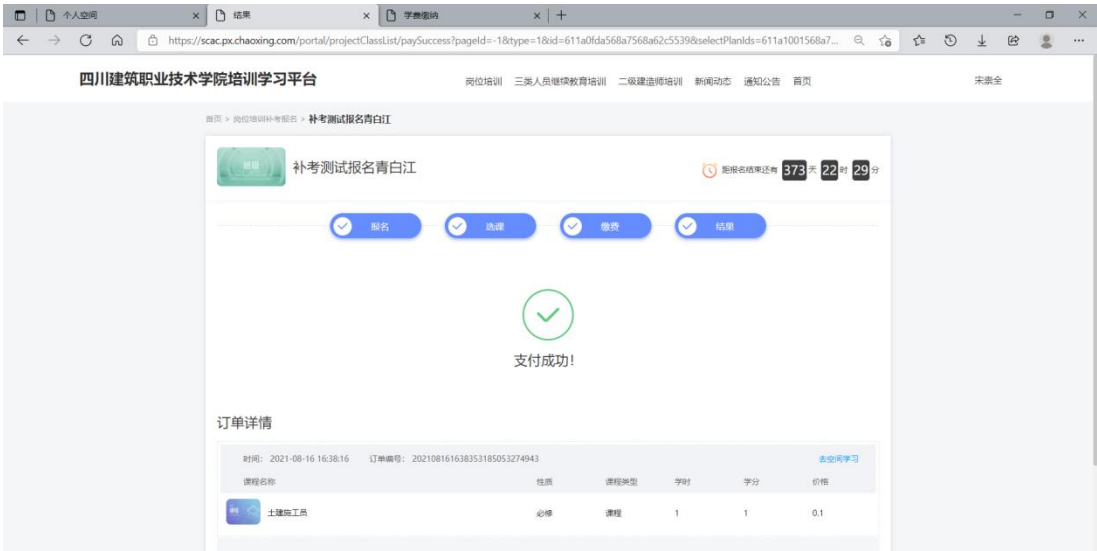 个人空间
结果
学费缴纳
https://scac.px.chaoxing.com/portal/projectClassList/paySuccess?pageId=-1&type=1&id=611a0fda568a7568a62c5539&selectPlanIds=611a1001568a7...
四川建筑职业技术学院培训学习平台
岗位培训 三类人员继续教育培训 二级建造师培训 新闻动态 通知公告 首页
宋崇全
首页 > 岗位培训补考报名 > 补考测试报名青白江
补考测试报名青白江
距报名结束还有 373 天 22 时 29 分
报名 选课 缴费 结果
支付成功!
订单详情
时间: 2021-08-16 16:38:16 订单编号: 202108161638353185053274943 去空间学习
课程名称 性质 课程类型 学时 学分 价格
土建施工员 必修 课程 1 1 0.1